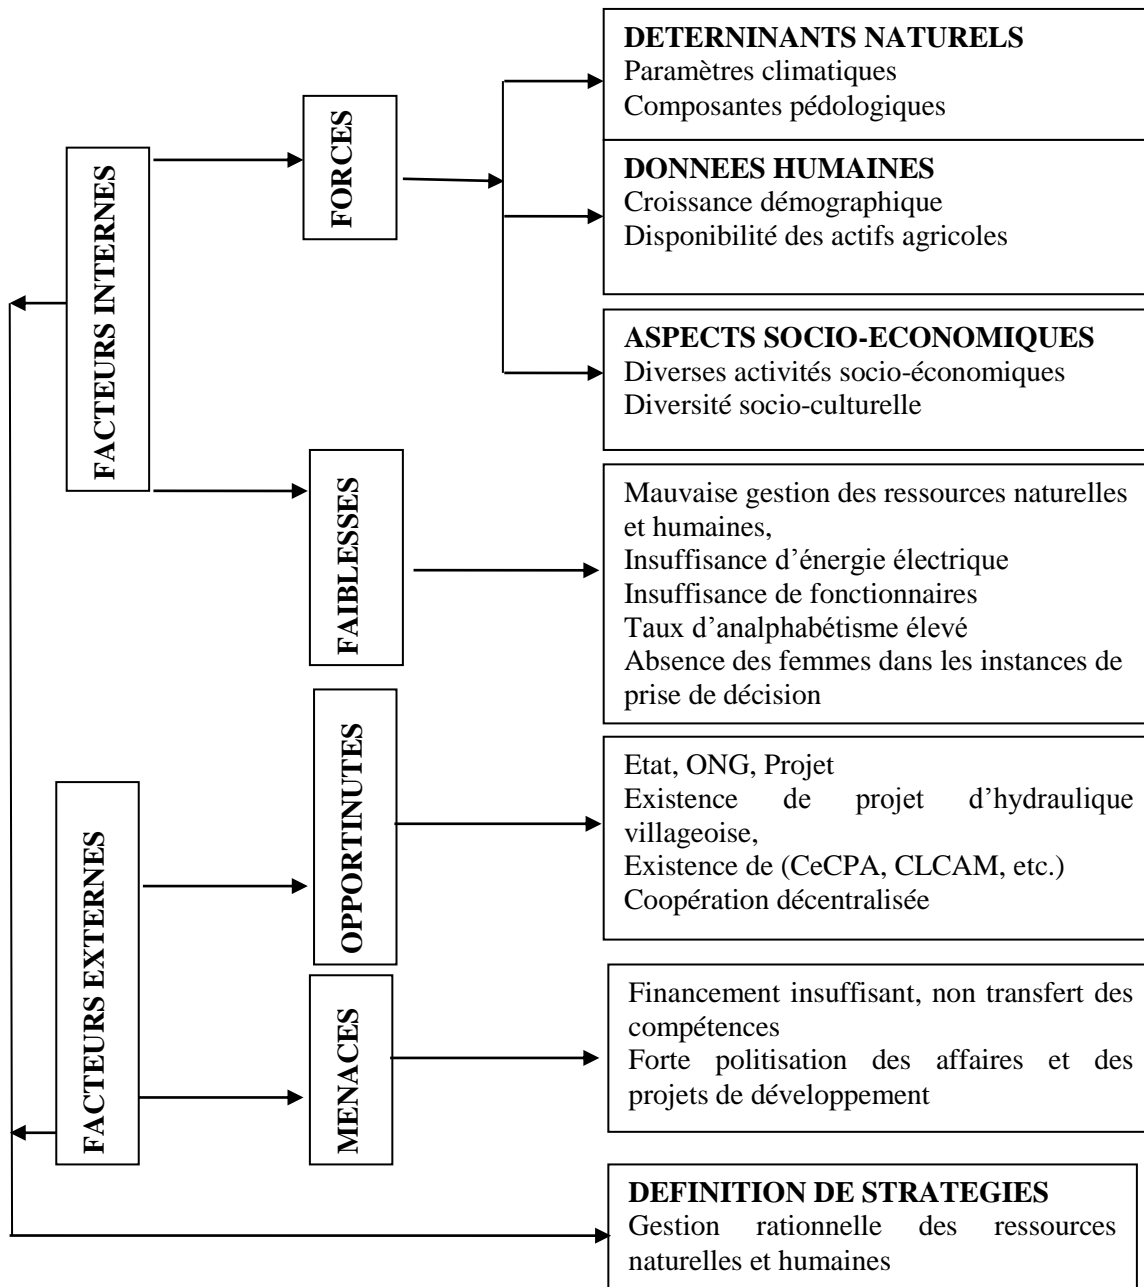 FACTEURS INTERNES
FORCES
DETERNINANTS NATURELS
Paramètres climatiques
Composantes pédologiques
DONNEES HUMAINES
Croissance démographique
Disponibilité des actifs agricoles
ASPECTS SOCIO-ECONOMIQUES
Diverses activités socio-économiques
Diversité socio-culturelle
FAIBLESSES
Mauvaise gestion des ressources naturelles
et humaines,
Insuffisance d’énergie électrique
Insuffisance de fonctionnaires
Taux d’analphabétisme élevé
Absence des femmes dans les instances de
prise de décision
FACTEURS EXTERNES
OPPORTINUTES
Etat, ONG, Projet
Existence de projet d’hydraulique
villageoise,
Existence de (CeCPA, CLCAM, etc.)
Coopération décentralisée
MENACES
Financement insuffisant, non transfert des
compétences
Forte politisation des affaires et des
projets de développement
DEFINITION DE STRATEGIES
Gestion rationnelle des ressources
naturelles et humaines